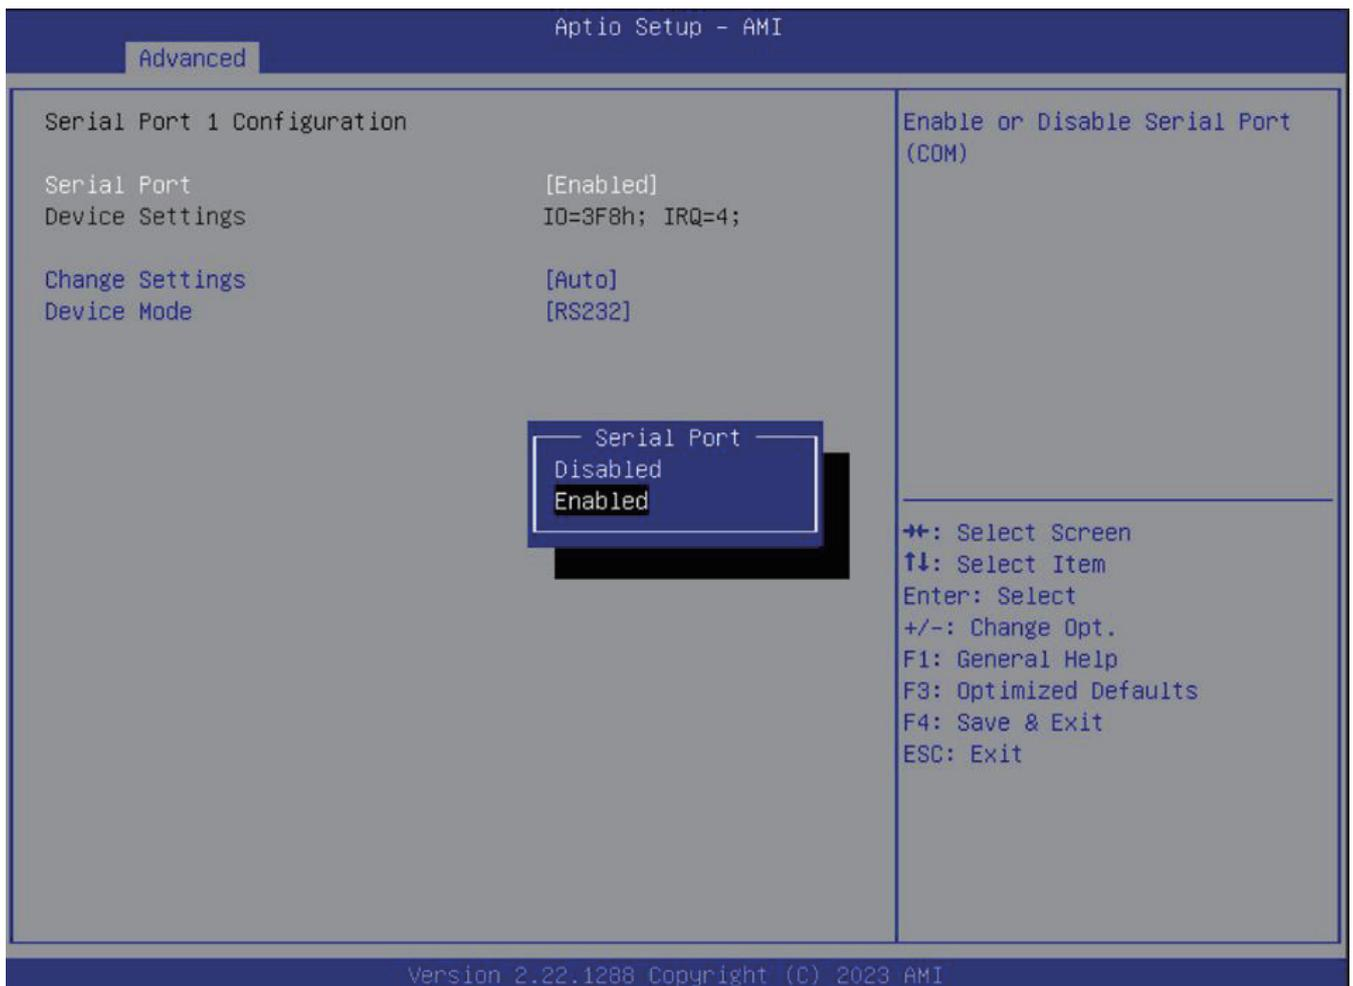 Aptio Setup – AMI
Advanced
Serial Port 1 Configuration
Serial Port [Enabled]
Device Settings IO=3F8h; IRQ=4;
Change Settings [Auto]
Device Mode [RS232]
Serial Port
Disabled
Enabled
Enable or Disable Serial Port
(COM)
→←: Select Screen
↑↓: Select Item
Enter: Select
+/-: Change Opt.
F1: General Help
F3: Optimized Defaults
F4: Save & Exit
ESC: Exit
Version 2.22.1288 Copyright (C) 2023 AMI